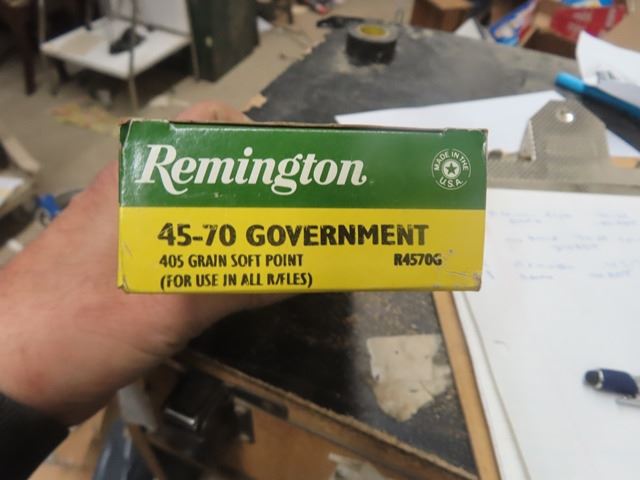 Remington
MADE IN THE U.S.A.
45-70 GOVERNMENT
405 GRAIN SOFT POINT R4570G
(FOR USE IN ALL RIFLES)